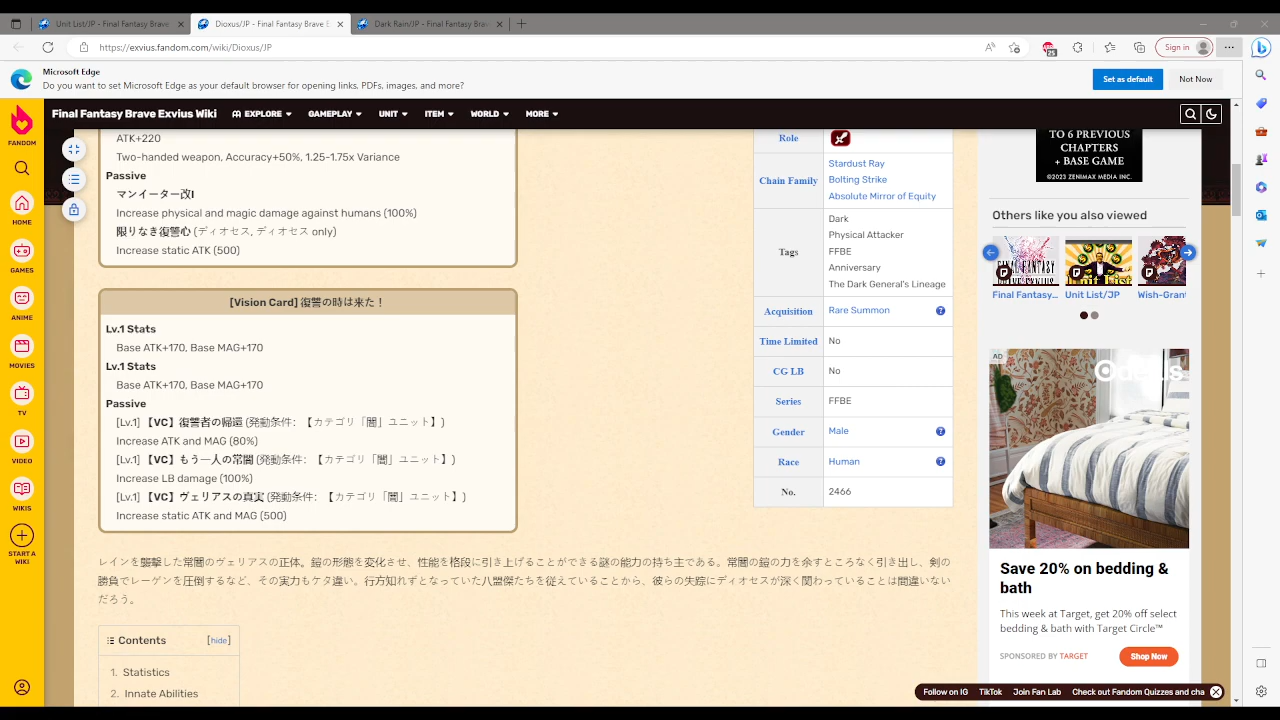 Unit List/JP - Final Fantasy Brave
Dioxus/JP - Final Fantasy Brave E
Dark Rain/JP - Final Fantasy Brav
https://exvius.fandom.com/wiki/Dioxus/JP
25
Sign in
Microsoft Edge
Do you want to set Microsoft Edge as your default browser for opening links, PDFs, images, and more?
Set as default
Not Now
FANDOM
HOME
GAMES
ANIME
MOVIES
TV
VIDEO
WIKIS
START A
WIKI
Final Fantasy Brave Exvius Wiki
EXPLORE
GAMEPLAY
UNIT
ITEM
WORLD
MORE
ATK+220
Two-handed weapon, Accuracy+50%, 1.25-1.75x Variance
Passive
マンイーター改Ⅰ
Increase physical and magic damage against humans (100%)
限りなき復讐心 (ディオセス, ディオセス only)
Increase static ATK (500)
[Vision Card] 復讐の時は来た！
Lv.1 Stats
Base ATK+170, Base MAG+170
Lv.1 Stats
Base ATK+170, Base MAG+170
Passive
[Lv.1] 【VC】復讐者の帰還 (発動条件：【カテゴリ「闇」ユニット】)
Increase ATK and MAG (80%)
[Lv.1] 【VC】もう一人の常闇 (発動条件：【カテゴリ「闇」ユニット】)
Increase LB damage (100%)
[Lv.1] 【VC】ヴェリアスの真実 (発動条件：【カテゴリ「闇」ユニット】)
Increase static ATK and MAG (500)
レインを襲撃した常闇のヴェリアスの正体。鎧の形態を変化させ、性能を格段に引き上げることができる謎の能力の持ち主である。常闇の鎧の力を余すところなく引き出し、剣の
勝負でレーゲンを圧倒するなど、その実力もケタ違い。行方知れずとなっていた八盟傑たちを従えていることから、彼らの失踪にディオセスが深く関わっていることは間違いない
だろう。
Contents [hide]
1. Statistics
2. Innate Abilities
Role
Chain Family
Stardust Ray
Bolting Strike
Absolute Mirror of Equity
Tags
Dark
Physical Attacker
FFBE
Anniversary
The Dark General's Lineage
Acquisition
Rare Summon
Time Limited
No
CG LB
No
Series
FFBE
Gender
Male
Race
Human
No.
2466
TO 6 PREVIOUS
CHAPTERS
+ BASE GAME
©2023 ZENIMAX MEDIA INC.
Others like you also viewed
FINAL FANTASY
Unit List
Final Fantasy...
Unit List/JP
Wish-Grant
AD
Save 20% on bedding &
bath
This week at Target, get 20% off select
bedding & bath with Target Circle™
SPONSORED BY TARGET
Shop Now
Follow on IG
TikTok
Join Fan Lab
Check out Fandom Quizzes and cha